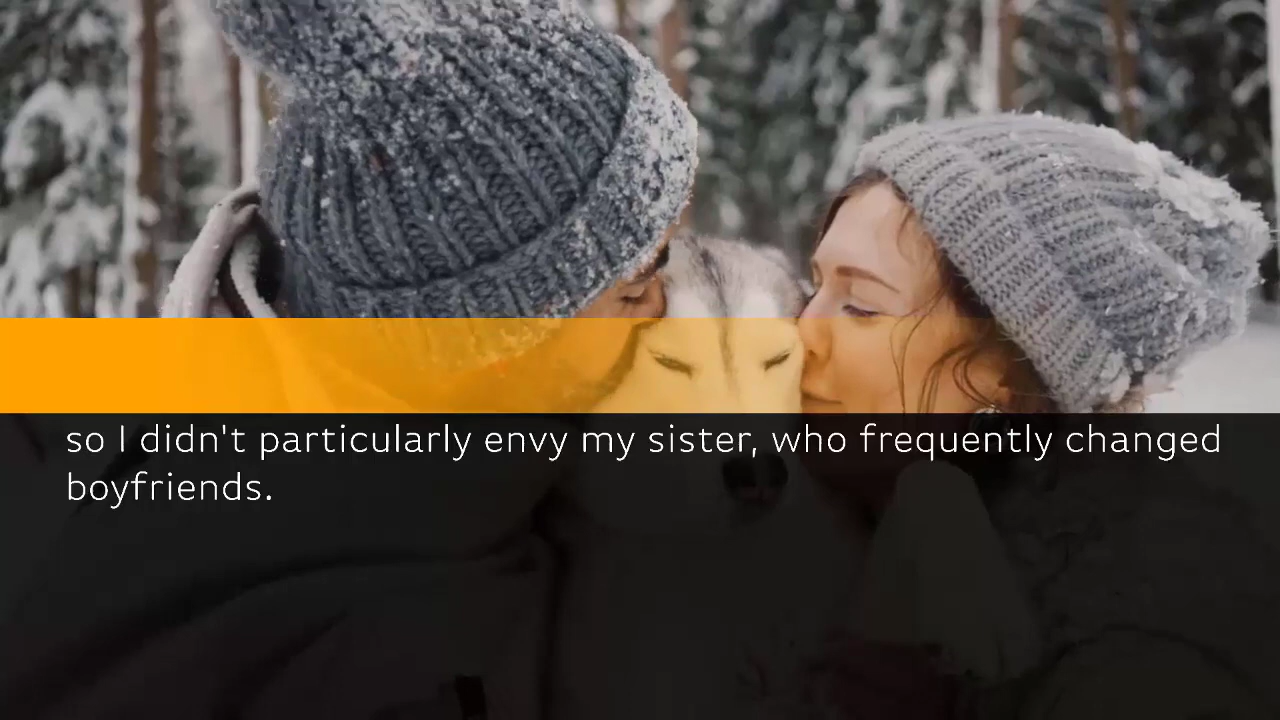 so I didn't particularly envy my sister, who frequently changed
boyfriends.